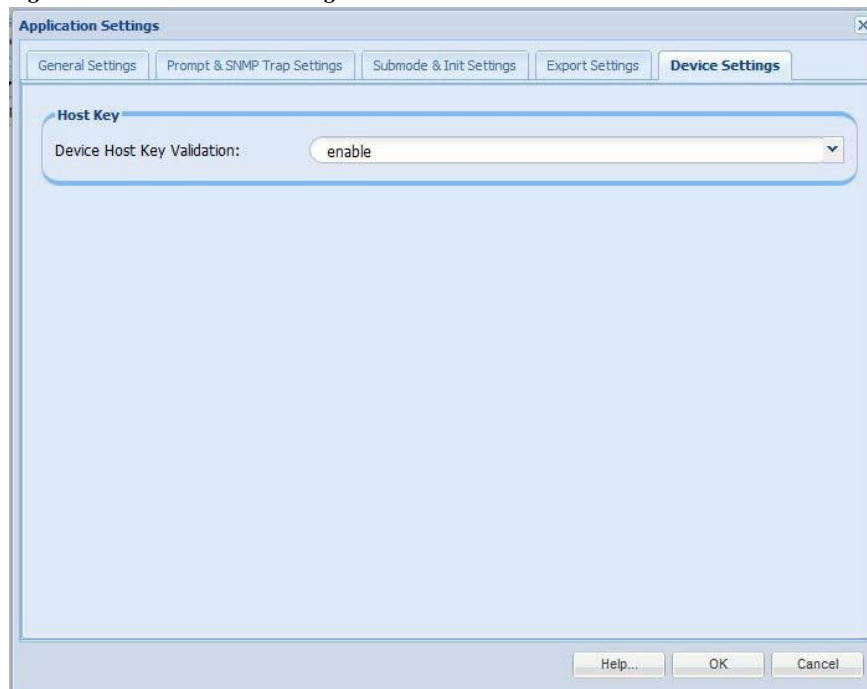 Application Settings
General Settings Prompt & SNMP Trap Settings Submode & Init Settings Export Settings Device Settings
Host Key
Device Host Key Validation: enable
Help... OK Cancel